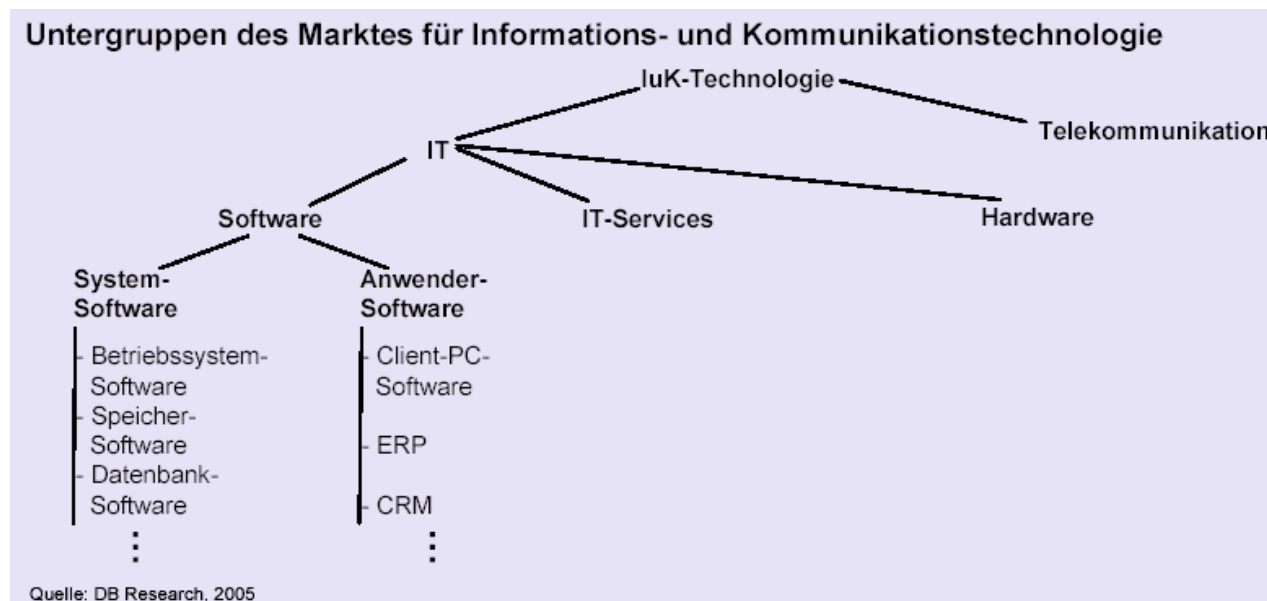 Untergruppen des Marktes für Informations- und Kommunikationstechnologie
IuK-Technologie
Telekommunikation
IT
Software
IT-Services
Hardware
System-
Software
- Betriebssystem-
Software
- Speicher-
Software
- Datenbank-
Software
⋮
Anwender-
Software
- Client-PC-
Software
- ERP
- CRM
⋮
Quelle: DB Research, 2005